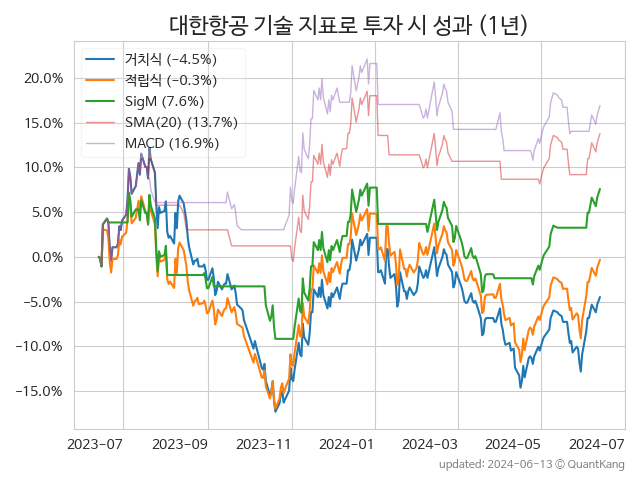 대한항공 기술 지표로 투자 시 성과 (1년)
거치식 (−4.5%)
적립식 (−0.3%)
SigM (7.6%)
SMA(20) (13.7%)
MACD (16.9%)
20.0%
15.0%
10.0%
5.0%
0.0%
−5.0%
−10.0%
−15.0%
2023-07 2023-09 2023-11 2024-01 2024-03 2024-05 2024-07
updated: 2024-06-13 ⓒ QuantKang